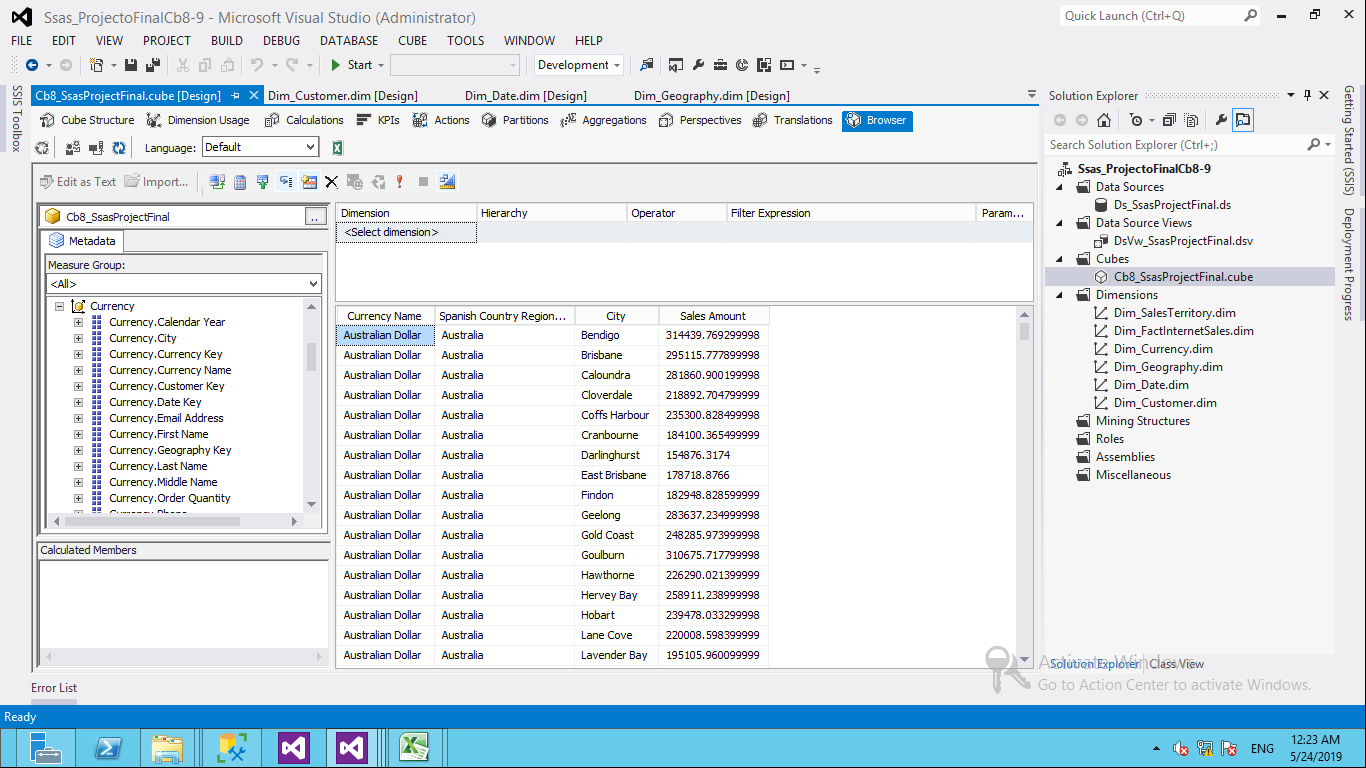 Ssas_ProjectoFinalCb8-9 - Microsoft Visual Studio (Administrator)
Quick Launch (Ctrl+Q)
FILE EDIT VIEW PROJECT BUILD DEBUG DATABASE CUBE TOOLS WINDOW HELP
Start Development
SSIS Toolbox
Cb8_SsasProjectFinal.cube [Design] Dim_Customer.dim [Design] Dim_Date.dim [Design] Dim_Geography.dim [Design]
Cube Structure Dimension Usage Calculations KPIs Actions Partitions Aggregations Perspectives Translations Browser
Language: Default
Edit as Text Import...
Cb8_SsasProjectFinal ..
Metadata
Measure Group:
<All>
Currency
Currency.Calendar Year
Currency.City
Currency.Currency Key
Currency.Currency Name
Currency.Customer Key
Currency.Date Key
Currency.Email Address
Currency.First Name
Currency.Geography Key
Currency.Last Name
Currency.Middle Name
Currency.Order Quantity
Calculated Members
Dimension Hierarchy Operator Filter Expression Param...
<Select dimension>
Currency Name Spanish Country Region... City Sales Amount
Australian Dollar Australia Bendigo 314439.769299998
Australian Dollar Australia Brisbane 295115.777899998
Australian Dollar Australia Caloundra 281860.900199998
Australian Dollar Australia Cloverdale 218892.704799999
Australian Dollar Australia Coffs Harbour 235300.828499998
Australian Dollar Australia Cranbourne 184100.365499999
Australian Dollar Australia Darlinghurst 154876.3174
Australian Dollar Australia East Brisbane 178718.8766
Australian Dollar Australia Findon 182948.828599999
Australian Dollar Australia Geelong 283637.234999998
Australian Dollar Australia Gold Coast 248285.973999998
Australian Dollar Australia Goulburn 310675.717799998
Australian Dollar Australia Hawthorne 226290.021399999
Australian Dollar Australia Hervey Bay 258911.238999998
Australian Dollar Australia Hobart 239478.033299998
Australian Dollar Australia Lane Cove 220008.598399999
Australian Dollar Australia Lavender Bay 195105.960099999
Solution Explorer
Search Solution Explorer (Ctrl+;)
Ssas_ProjectoFinalCb8-9
Data Sources
Ds_SsasProjectFinal.ds
Data Source Views
DsVw_SsasProjectFinal.dsv
Cubes
Cb8_SsasProjectFinal.cube
Dimensions
Dim_SalesTerritory.dim
Dim_FactInternetSales.dim
Dim_Currency.dim
Dim_Geography.dim
Dim_Date.dim
Dim_Customer.dim
Mining Structures
Roles
Assemblies
Miscellaneous
Solution Explorer Class View
Activate Windows
Go to Action Center to activate Windows.
Getting Started (SSIS)
Deployment Progress
Error List
Ready
ENG
12:23 AM
5/24/2019